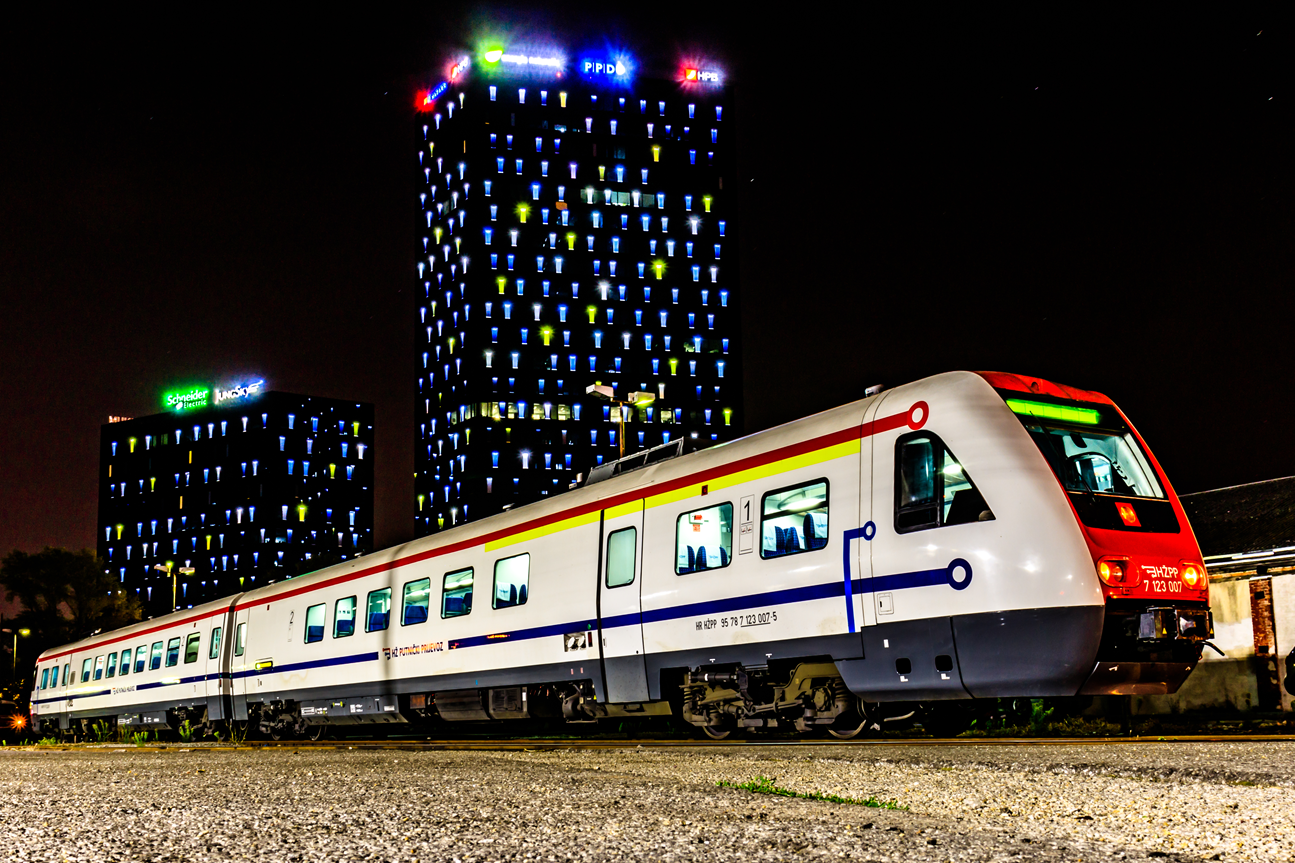 PPD
HPB
Schneider
Electric
JUNGSky
1
2
HŽPP
7 123 007
HR HŽPP 95 78 7 123 007-5
HŽ PUTNIČKI PRIJEVOZ